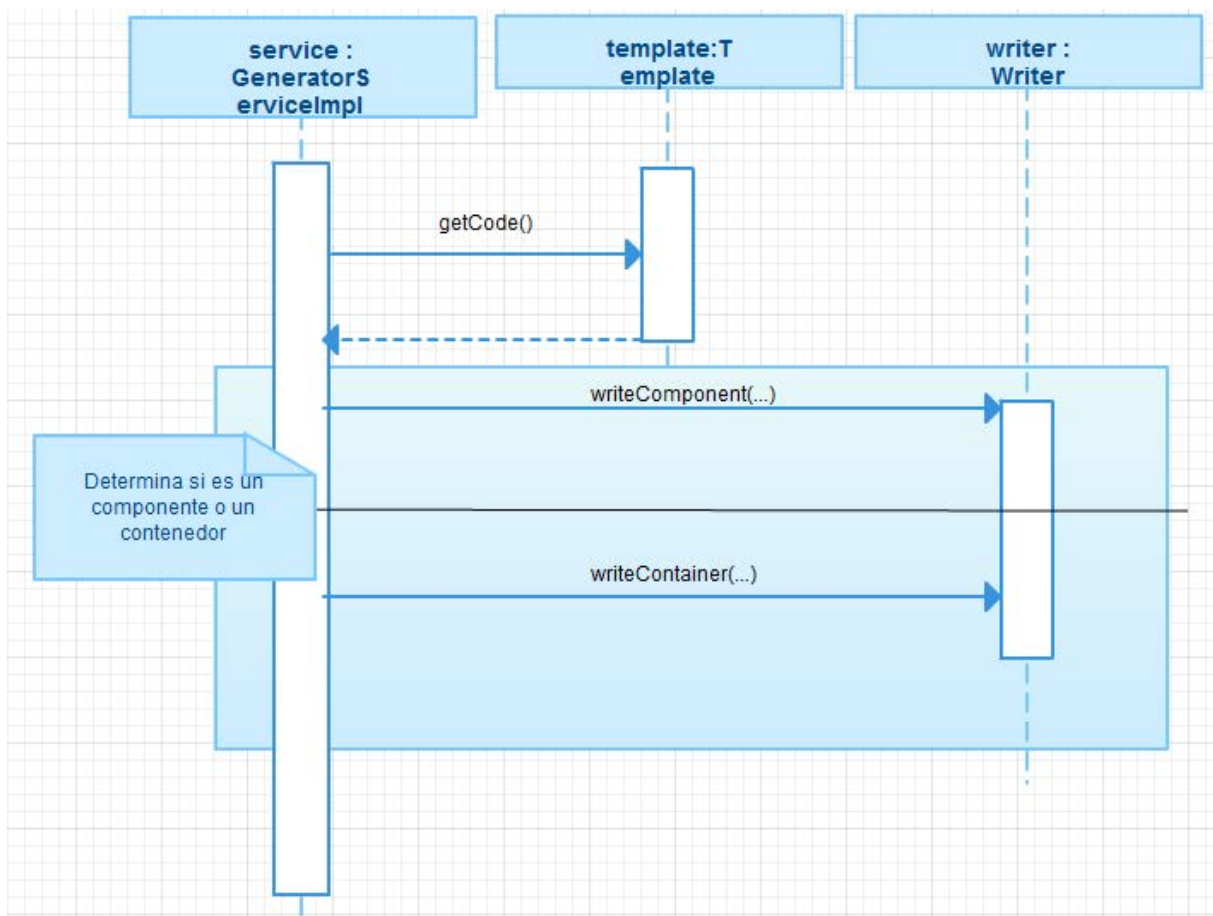 service :
GeneratorS
erviceImpl
template:T
emplate
writer :
Writer
getCode()
writeComponent(...)
Determina si es un
componente o un
contenedor
writeContainer(...)